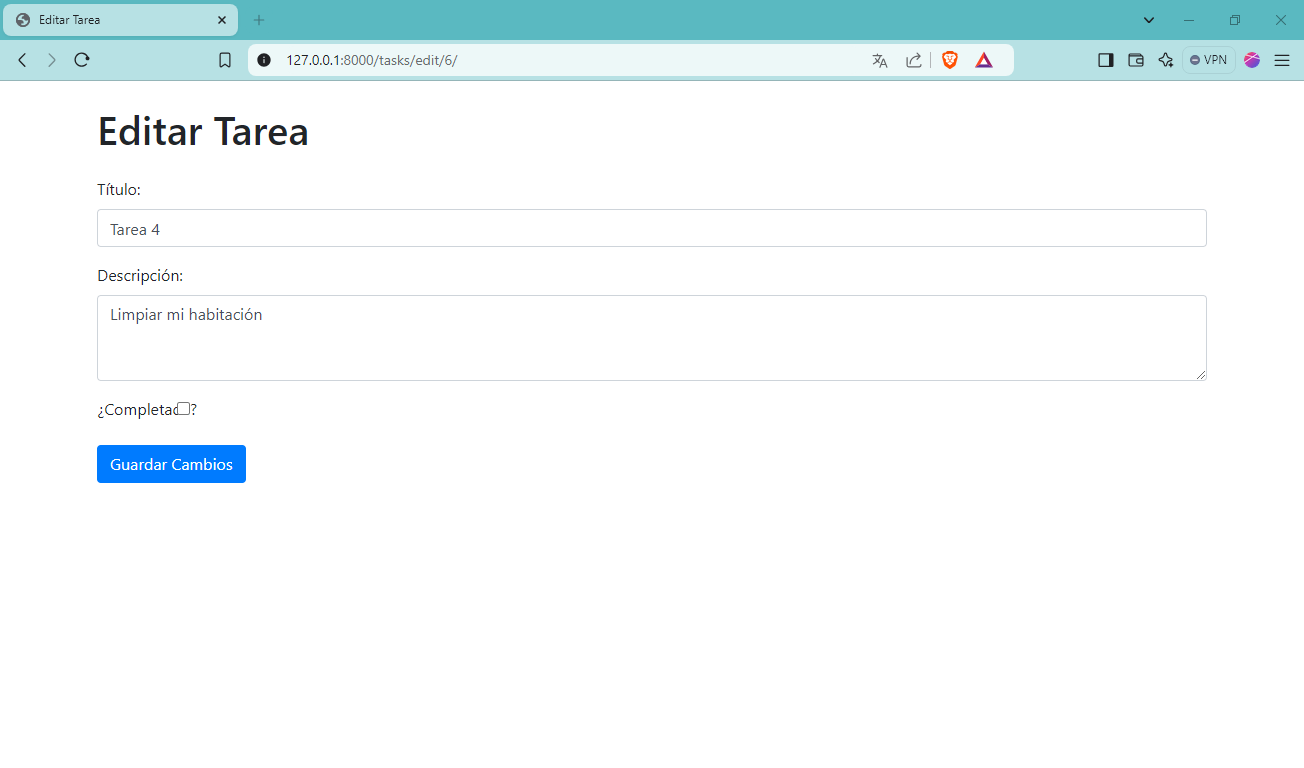 Editar Tarea
127.0.0.1:8000/tasks/edit/6/
VPN
Editar Tarea
Título:
Tarea 4
Descripción:
Limpiar mi habitación
¿Completad?
Guardar Cambios